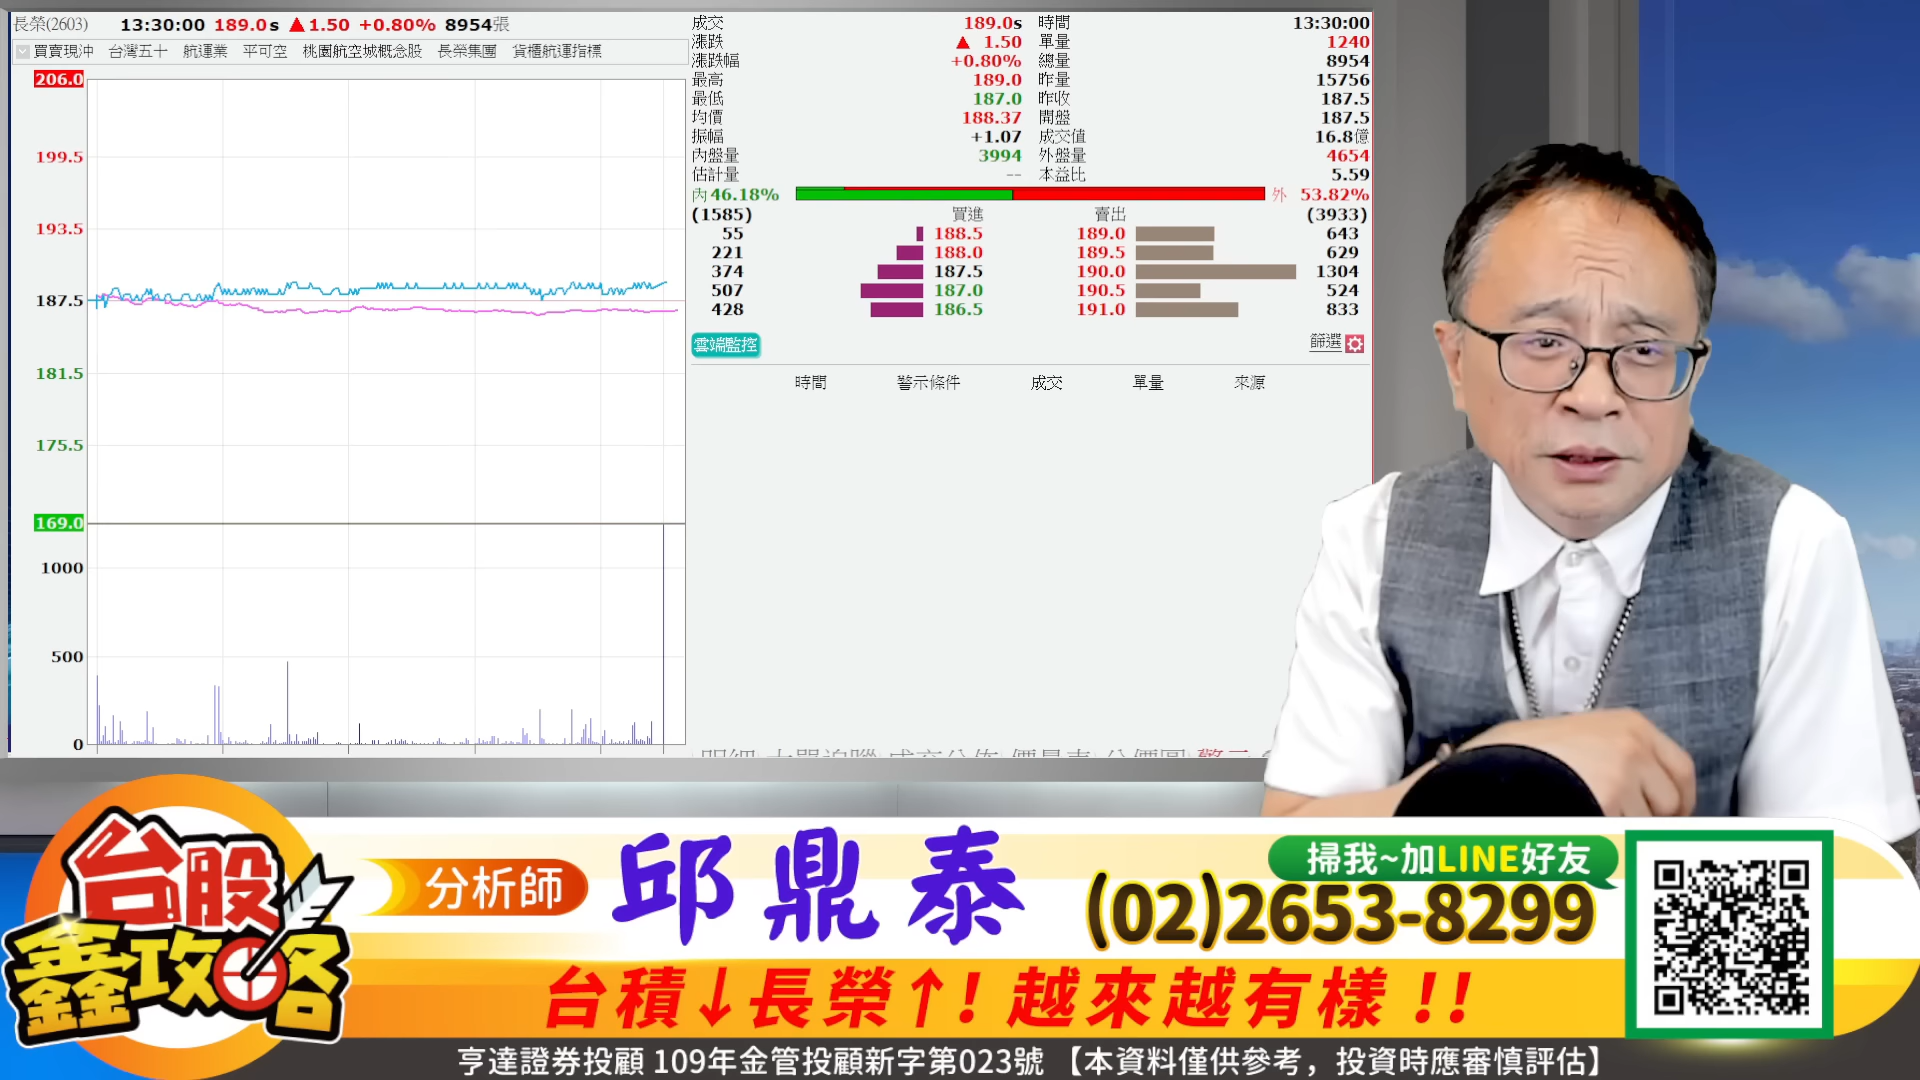 長榮(2603) 13:30:00 189.0s ▲1.50 +0.80% 8954張
買賣現沖 台灣五十 航運業 平可空 桃園航空城概念股 長榮集團 貨櫃航運指標
206.0
199.5
193.5
187.5
181.5
175.5
169.0
1000
500
0
成交 189.0s 時間 13:30:00
漲跌 ▲ 1.50 單量 1240
漲跌幅 +0.80% 總量 8954
最高 189.0 昨量 15756
最低 187.0 昨收 187.5
均價 188.37 開盤 187.5
振幅 +1.07 成交值 16.8億
內盤量 3994 外盤量 4654
估計量 -- 本益比 5.59
內46.18% 外 53.82%
(1585) 買進 賣出 (3933)
55 188.5 189.0 643
221 188.0 189.5 629
374 187.5 190.0 1304
507 187.0 190.5 524
428 186.5 191.0 833
雲端監控 篩選
時間 警示條件 成交 單量 來源
台股
鑫攻略
分析師
邱鼎泰
掃我~加LINE好友
(02)2653-8299
台積↓長榮↑!越來越有樣!!
亨達證券投顧 109年金管投顧新字第023號 【本資料僅供參考，投資時應審慎評估】